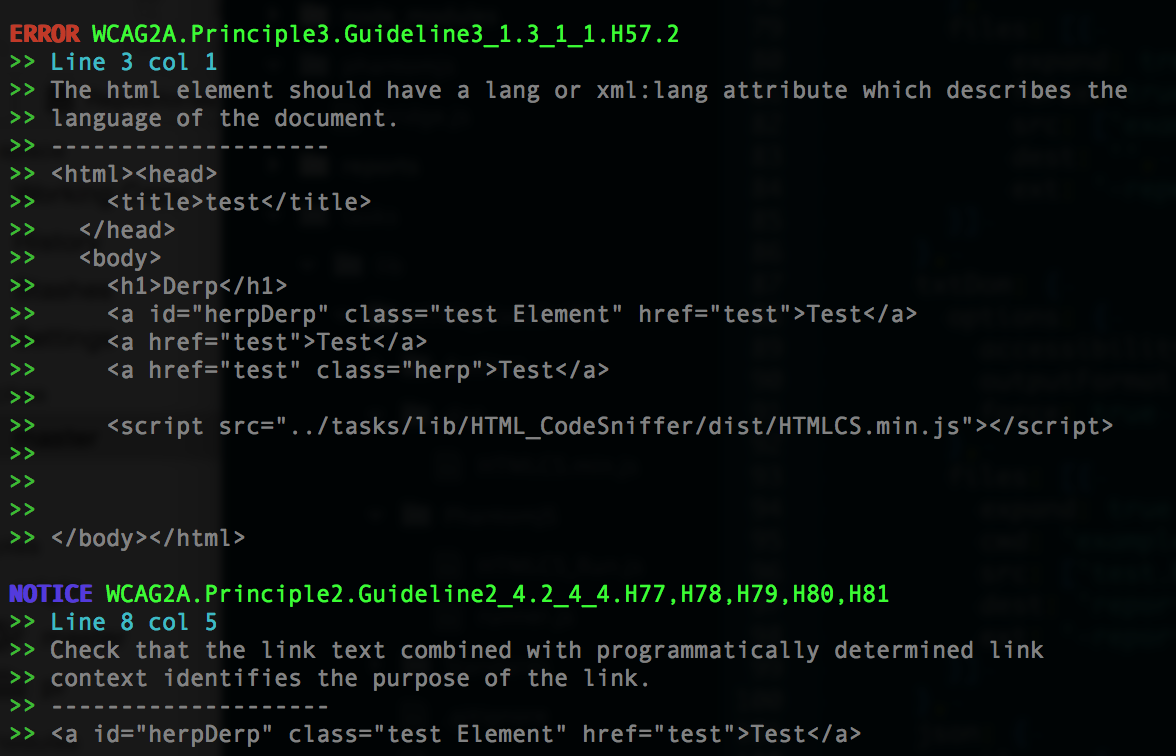 ERROR WCAG2A.Principle3.Guideline3_1.3_1_1.H57.2
>> Line 3 col 1
>> The html element should have a lang or xml:lang attribute which describes the
>> language of the document.
>> --------------------
>> <html><head>
>>     <title>test</title>
>>   </head>
>>   <body>
>>     <h1>Derp</h1>
>>     <a id="herpDerp" class="test Element" href="test">Test</a>
>>     <a href="test">Test</a>
>>     <a href="test" class="herp">Test</a>
>>
>>     <script src="../tasks/lib/HTML_CodeSniffer/dist/HTMLCS.min.js"></script>
>>
>>
>>
>> </body></html>
NOTICE WCAG2A.Principle2.Guideline2_4.2_4_4.H77,H78,H79,H80,H81
>> Line 8 col 5
>> Check that the link text combined with programmatically determined link
>> context identifies the purpose of the link.
>> --------------------
>> <a id="herpDerp" class="test Element" href="test">Test</a>